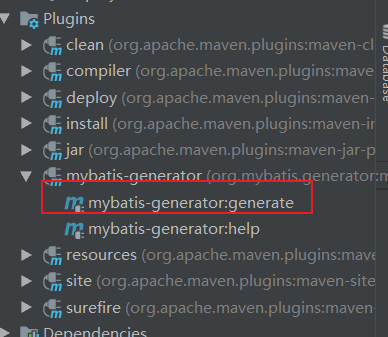 Plugins
clean (org.apache.maven.plugins:maven-cl
compiler (org.apache.maven.plugins:mave
deploy (org.apache.maven.plugins:maven-
install (org.apache.maven.plugins:maven-in
jar (org.apache.maven.plugins:maven-jar-p
mybatis-generator (org.mybatis.generator:m
mybatis-generator:generate
mybatis-generator:help
resources (org.apache.maven.plugins:mave
site (org.apache.maven.plugins:maven-site
surefire (org.apache.maven.plugins:maven-
Dependencies
Database